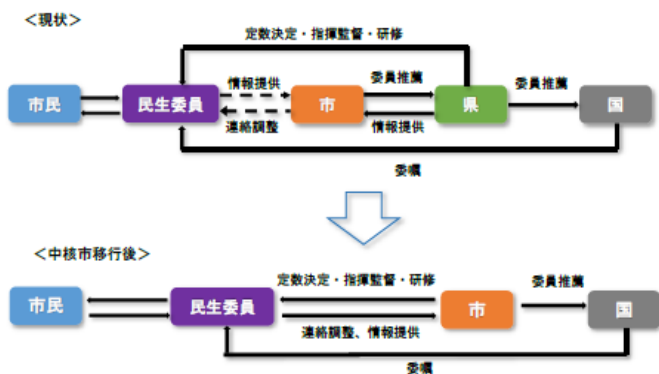 ＜現状＞
定数決定・指揮監督・研修
市民
民生委員
情報提供
連絡調整
市
委員推薦
情報提供
県
委員推薦
国
委嘱
＜中核市移行後＞
市民
民生委員
定数決定・指揮監督・研修
連絡調整、情報提供
市
委員推薦
国
委嘱